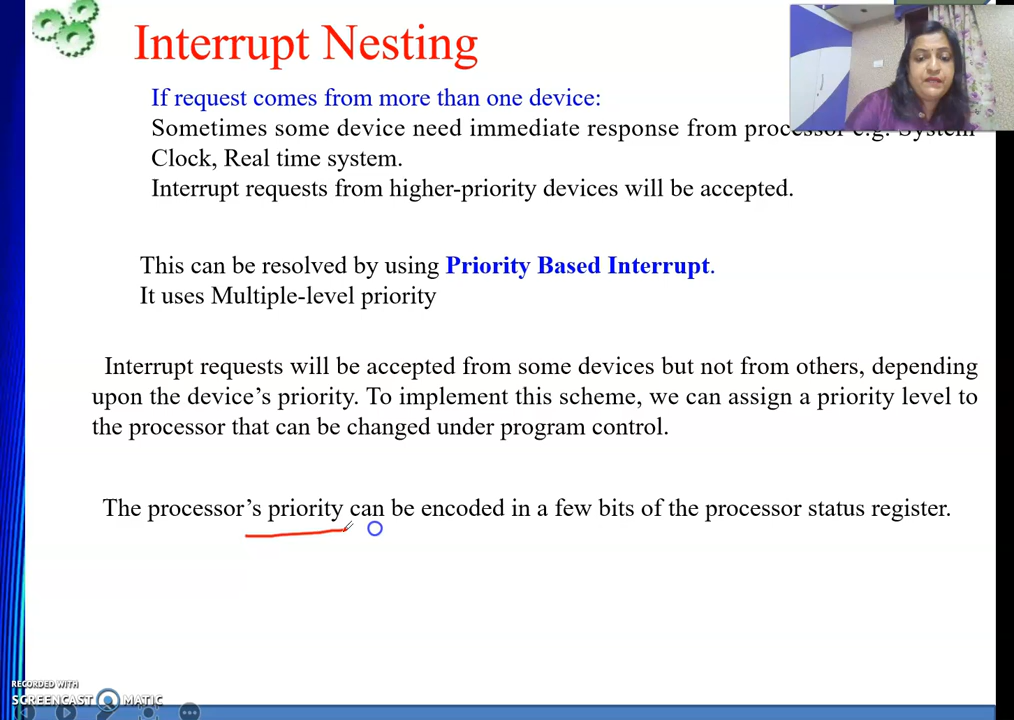 Interrupt Nesting
If request comes from more than one device:
Sometimes some device need immediate response from processor e.g. System
Clock, Real time system.
Interrupt requests from higher-priority devices will be accepted.
This can be resolved by using Priority Based Interrupt.
It uses Multiple-level priority
Interrupt requests will be accepted from some devices but not from others, depending
upon the device’s priority. To implement this scheme, we can assign a priority level to
the processor that can be changed under program control.
The processor’s priority can be encoded in a few bits of the processor status register.
RECORDED WITH
SCREENCAST MATIC